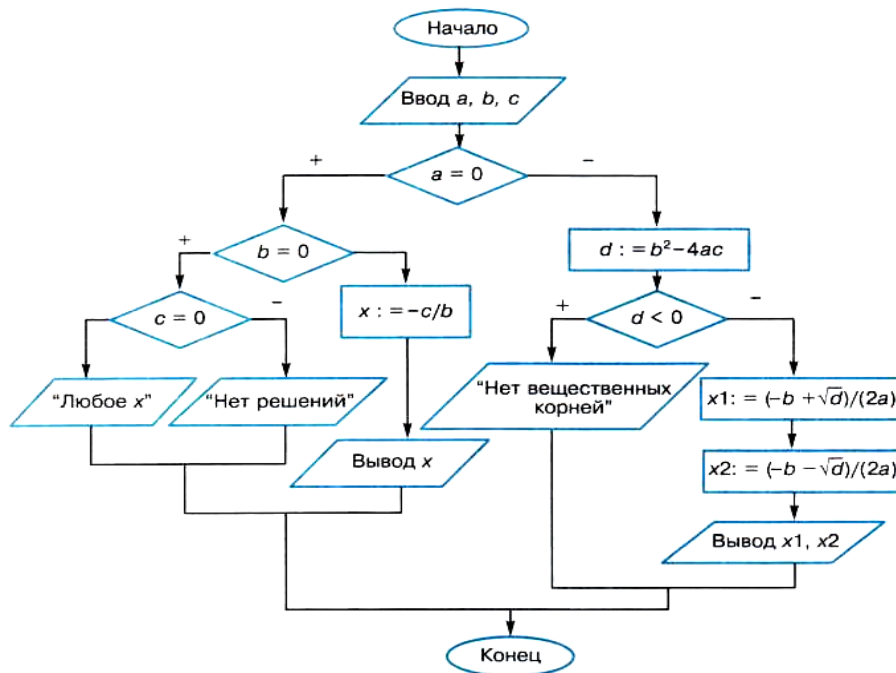 Начало
Ввод a, b, c
+
a = 0
–
+
b = 0
d : = b²–4ac
+
c = 0
–
x : = –c/b
+
d < 0
–
“Любое x”
“Нет решений”
“Нет вещественных
корней”
x1: = (–b +√d)/(2a)
Вывод x
x2: = (–b –√d)/(2a)
Вывод x1, x2
Конец